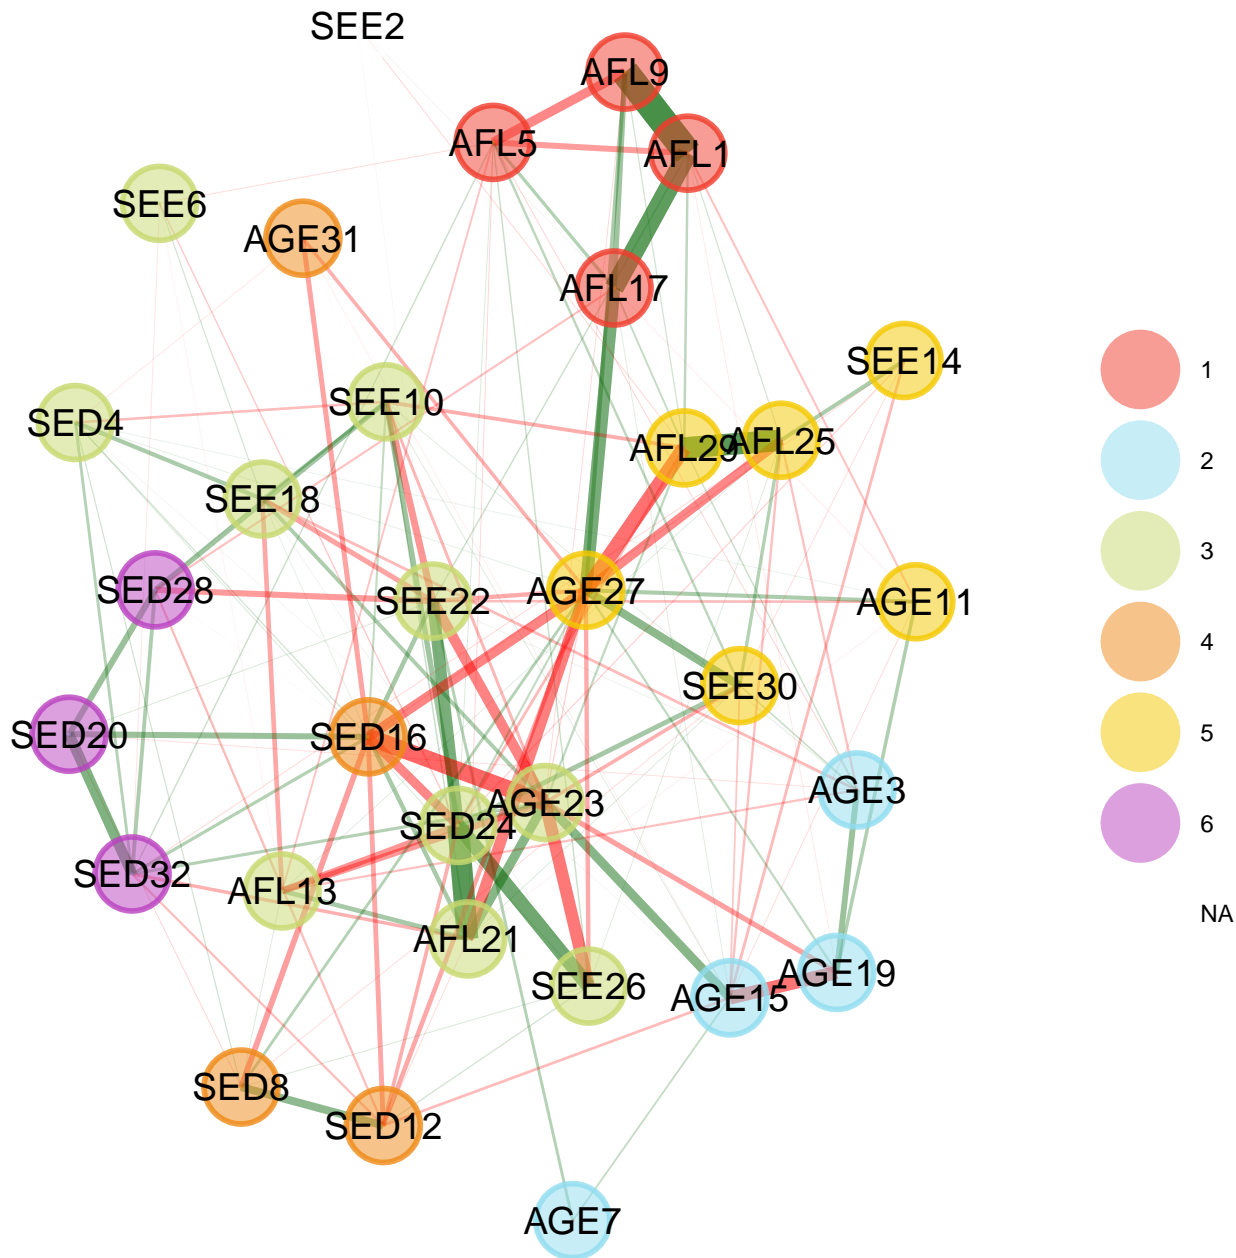 SEE2
AFL9
AFL5
AFL1
SEE6
AGE31
AFL17
SEE14
1
SED4
SEE10
AFL29
AFL25
2
SEE18
3
SED28
SEE22
AGE27
AGE11
4
SEE30
5
SED20
SED16
AGE3
AGE23
SED24
6
SED32
AFL13
AFL21
NA
SEE26
AGE15
AGE19
SED8
SED12
AGE7